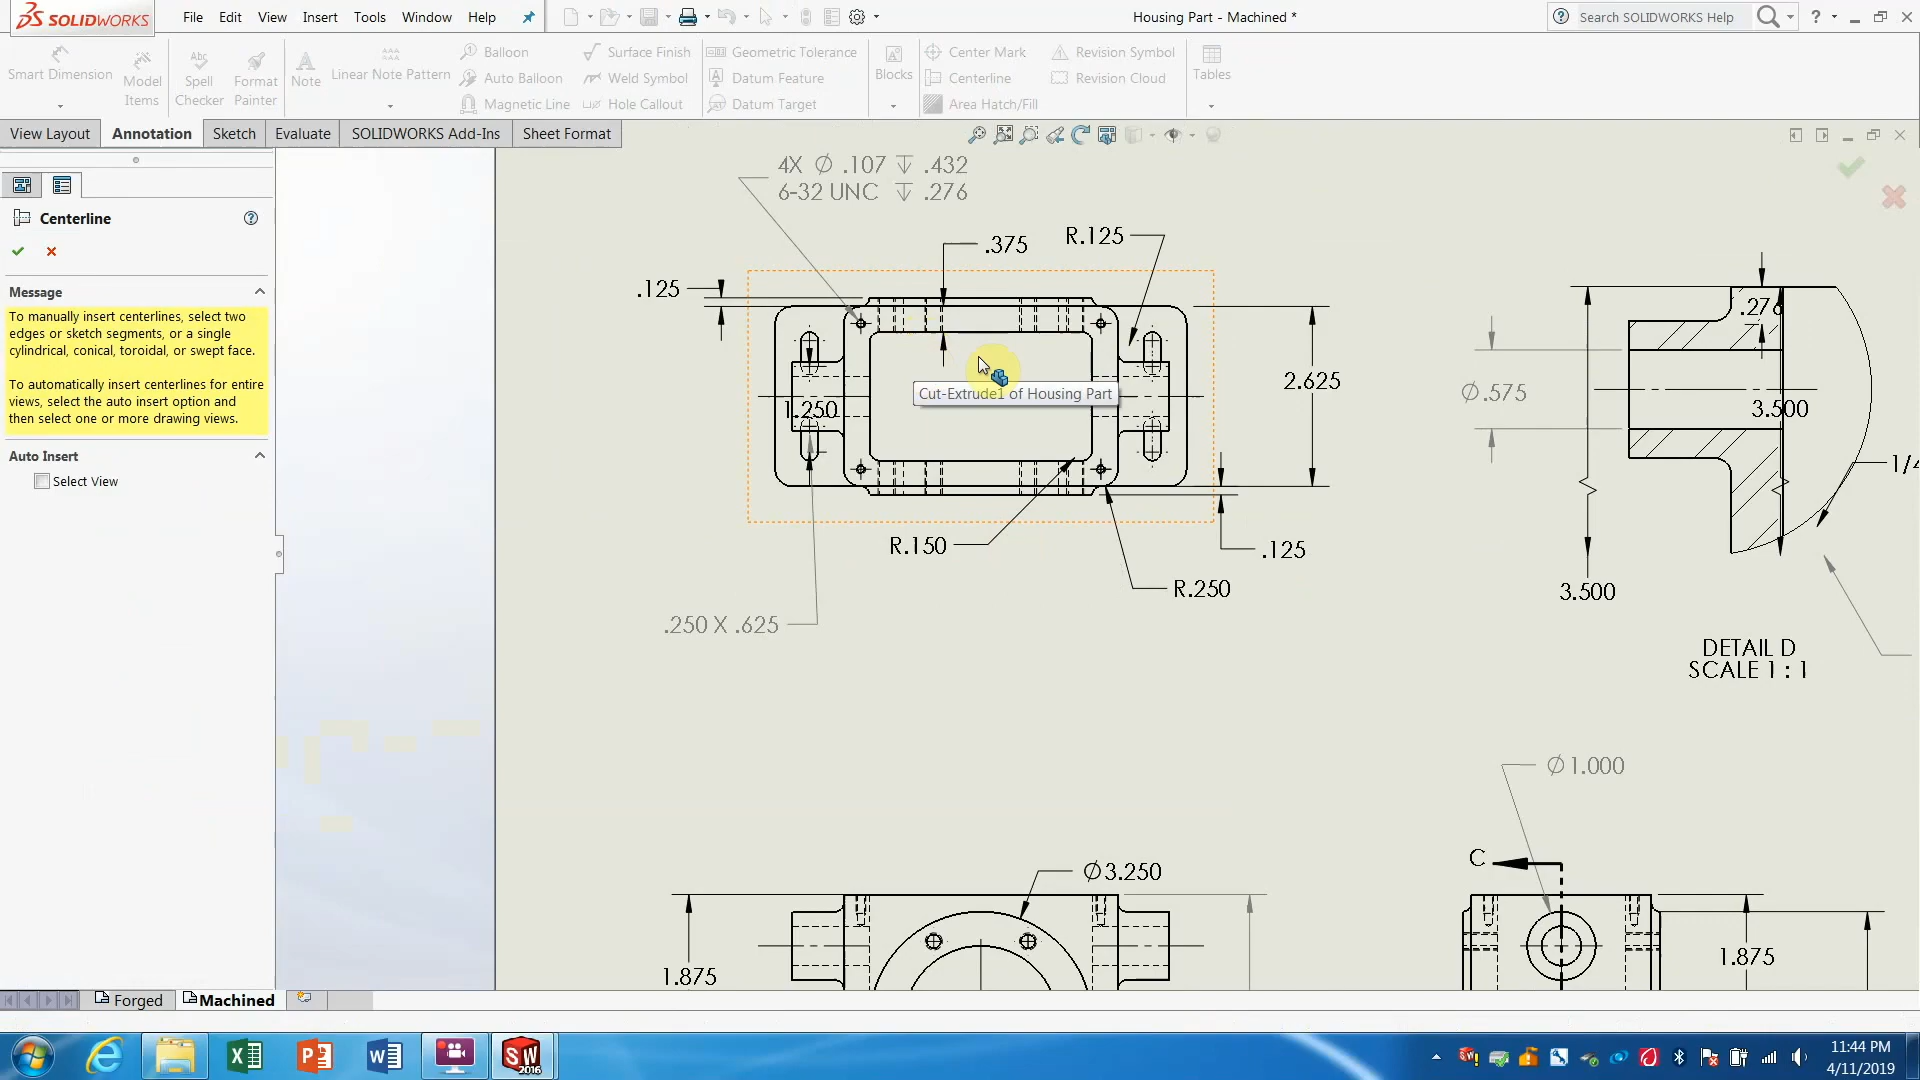 SOLIDWORKS
File Edit View Insert Tools Window Help
Housing Part - Machined *
Search SOLIDWORKS Help
Smart Dimension
Model Items
Spell Checker
Format Painter
Note
Linear Note Pattern
Balloon
Auto Balloon
Magnetic Line
Surface Finish
Weld Symbol
Hole Callout
Geometric Tolerance
Datum Feature
Datum Target
Blocks
Center Mark
Centerline
Area Hatch/Fill
Revision Symbol
Revision Cloud
Tables
View Layout Annotation Sketch Evaluate SOLIDWORKS Add-Ins Sheet Format
Centerline
Message
To manually insert centerlines, select two
edges or sketch segments, or a single
cylindrical, conical, toroidal, or swept face.
To automatically insert centerlines for entire
views, select the auto insert option and
then select one or more drawing views.
Auto Insert
Select View
4X Ø .107 ↧ .432
6-32 UNC ↧ .276
.375
R.125
.125
1.250
Cut-Extrude1 of Housing Part
2.625
R.150
.125
R.250
.250 X .625
.276
Ø.575
3.500
1/4
3.500
DETAIL D
SCALE 1 : 1
Ø1.000
Ø3.250
1.875
C
1.875
Forged Machined
SW
2016
11:44 PM
4/11/2019